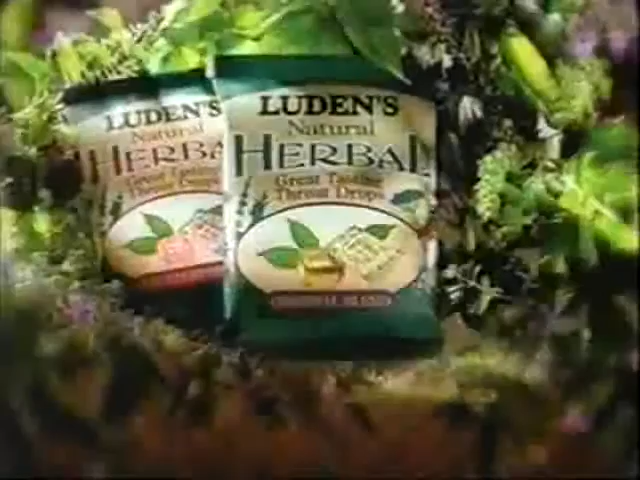 LUDEN'S
Natural
HERBA
LUDEN'S
Natural
HERBAL
Great Tasting
Throat Drops